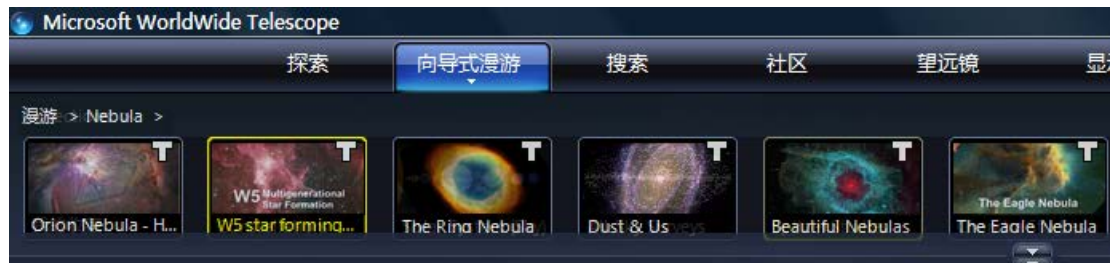 Microsoft WorldWide Telescope
探索 向导式漫游 搜索 社区 望远镜
漫游 > Nebula >
T T T T T T
W5 Multigenerational
Star Formation
The Eagle Nebula
Orion Nebula - H... W5 star forming... The Ring Nebula Dust & Us Beautiful Nebulas The Eagle Nebula